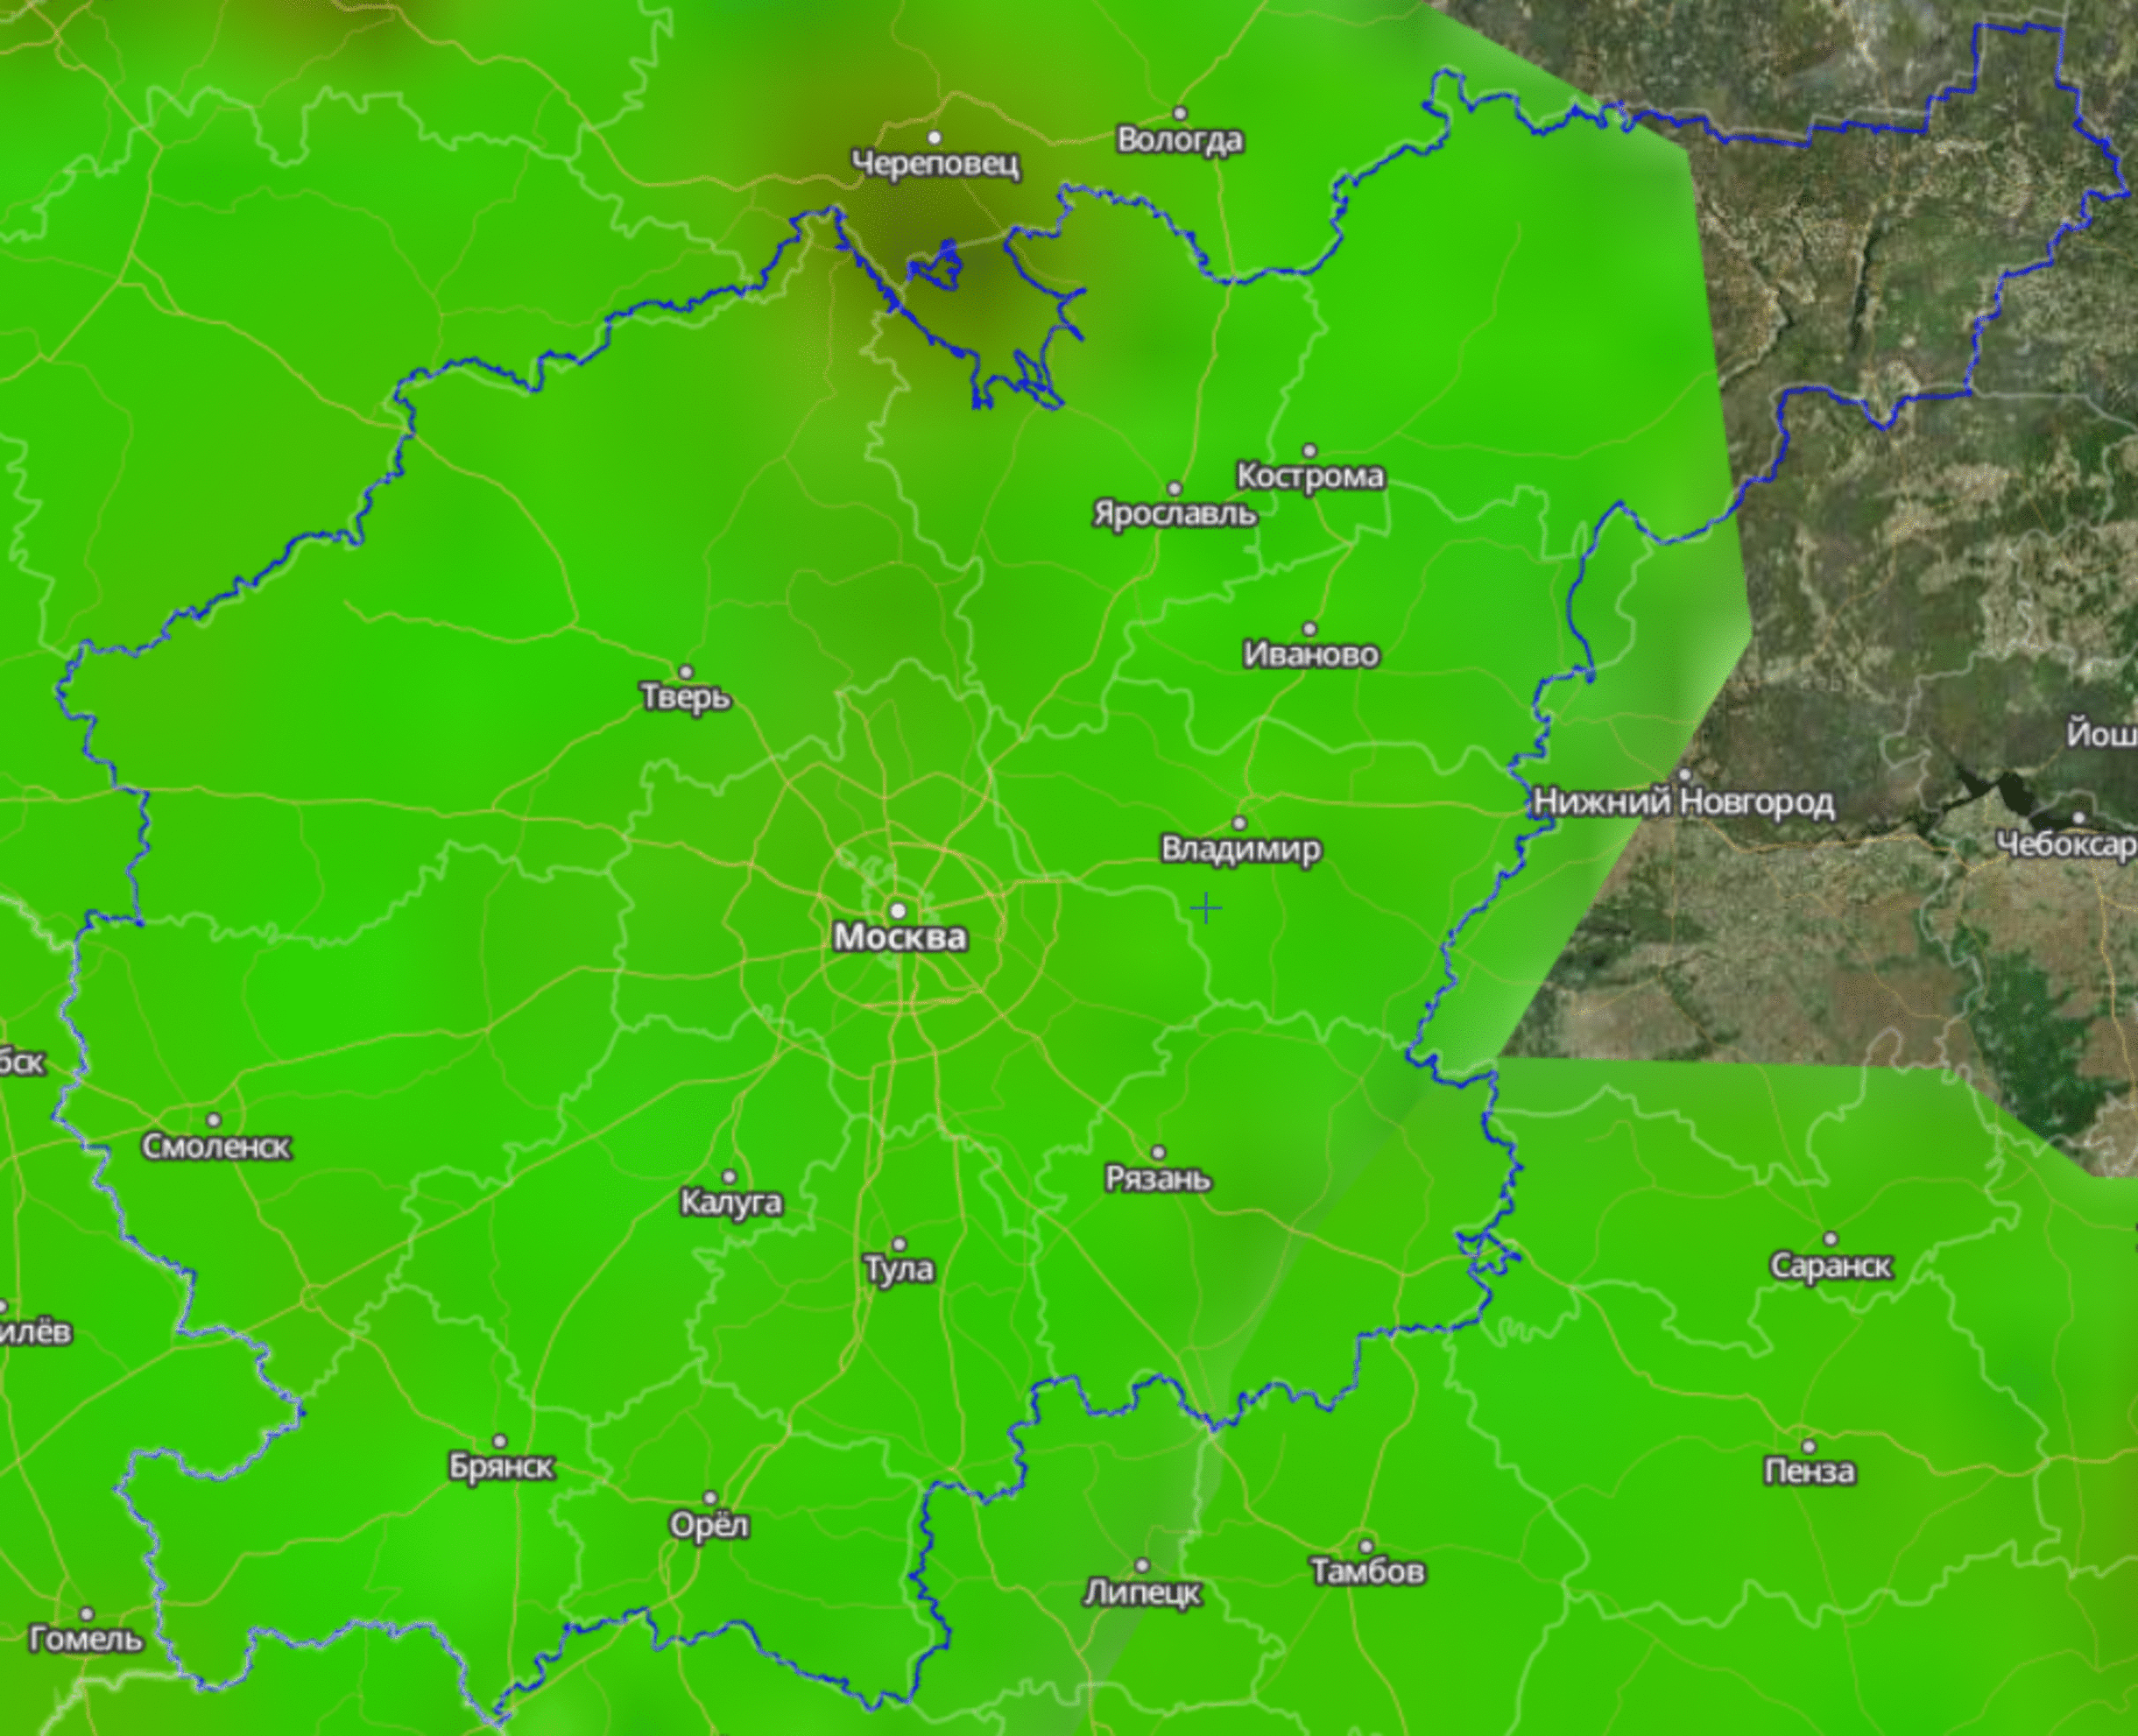 Вологда
Череповец
Кострома
Ярославль
Иваново
Тверь
Йош
Нижний Новгород
Владимир
Чебоксар
Москва
бск
Смоленск
Рязань
Калуга
Саранск
Тула
илёв
Брянск
Пенза
Орёл
Тамбов
Липецк
Гомель